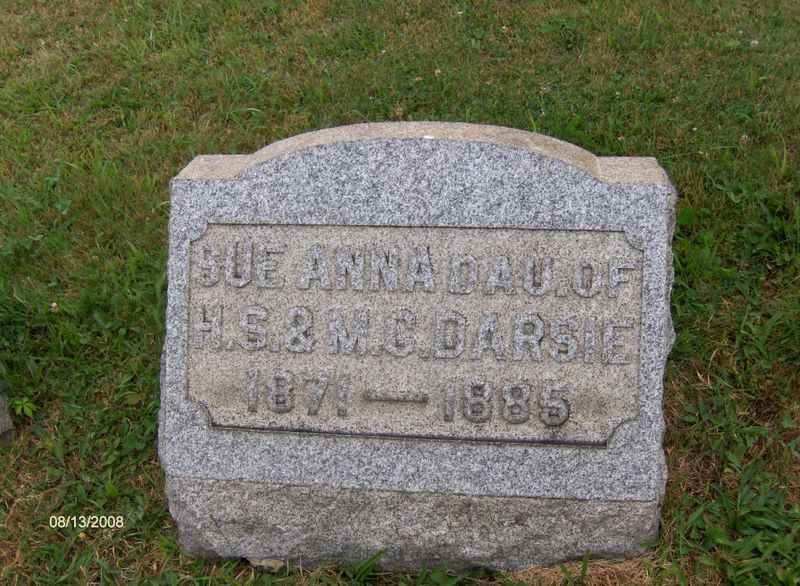 SUE ANNA DAU. OF
H.S. & M.C. DARSIE
1871 — 1885
08/13/2008